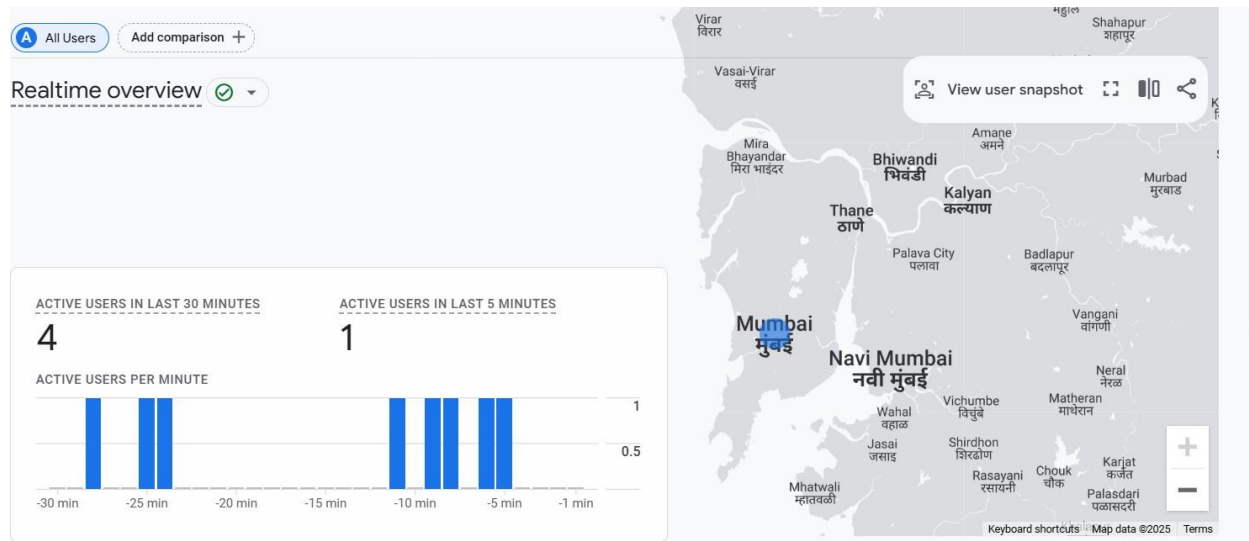 A All Users Add comparison +
Realtime overview
ACTIVE USERS IN LAST 30 MINUTES
4
ACTIVE USERS IN LAST 5 MINUTES
1
ACTIVE USERS PER MINUTE
1
0.5
-30 min -25 min -20 min -15 min -10 min -5 min -1 min
Virar
विरार
Shahapur
शहापूर
Vasai-Virar
वसई
View user snapshot
Amane
अमने
Mira
Bhayandar
मिरा भाईंदर
Bhiwandi
भिवंडी
Murbad
मुरबाड
Kalyan
कल्याण
Thane
ठाणे
Palava City
पलावा
Badlapur
बदलापूर
Vangani
वांगणी
Mumbai
मुंबई
Navi Mumbai
नवी मुंबई
Neral
नेरळ
Vichumbe
विचुंबे
Matheran
माथेरान
Wahal
वहाळ
Jasai
जसाइ
Shirdhon
शिरढोण
Karjat
कर्जत
Rasayani
रसायनी
Chouk
चौक
Mhatwali
म्हातवळी
Palasdari
पळासदरी
Keyboard shortcuts Map data ©2025 Terms